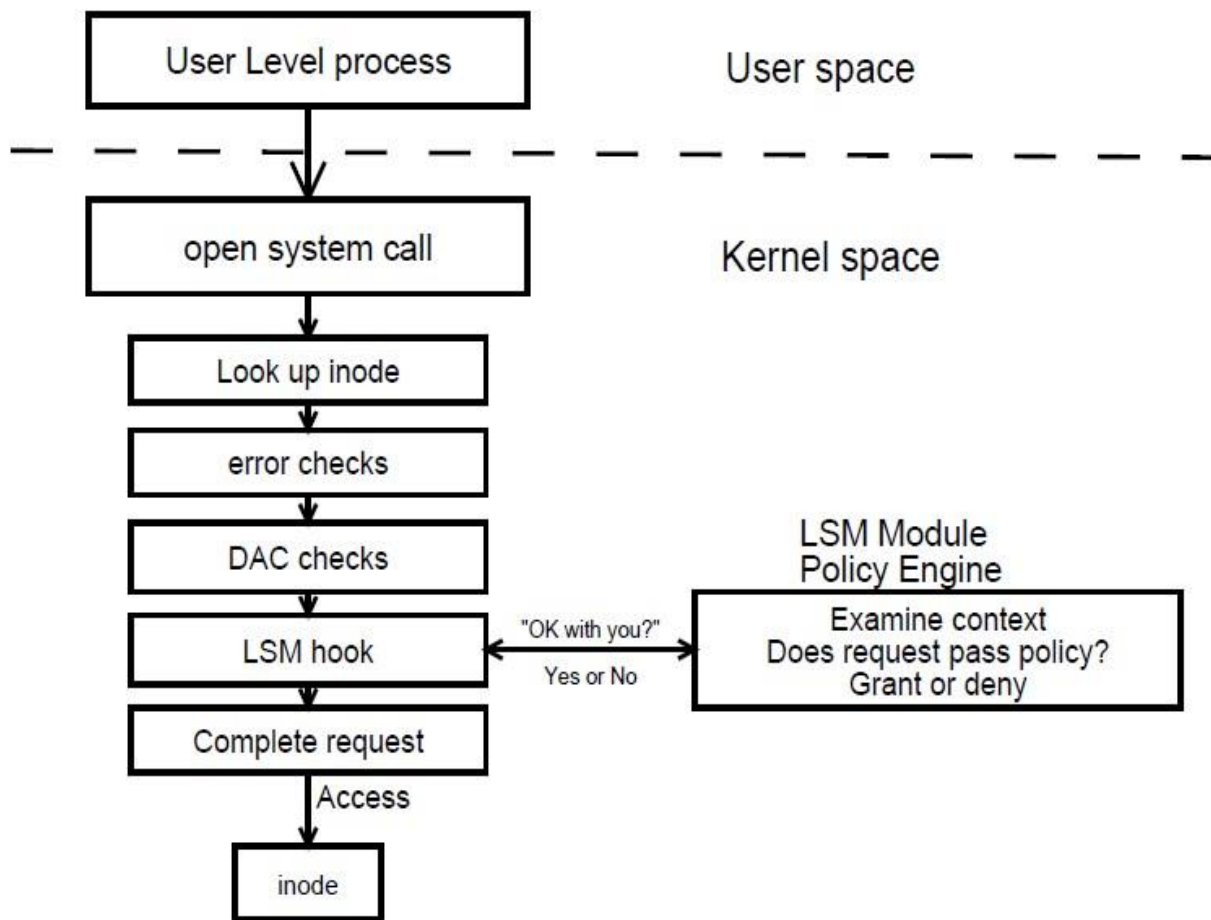 User Level process
User space
open system call
Kernel space
Look up inode
error checks
DAC checks
LSM Module
Policy Engine
LSM hook
"OK with you?"
Yes or No
Examine context
Does request pass policy?
Grant or deny
Complete request
Access
inode